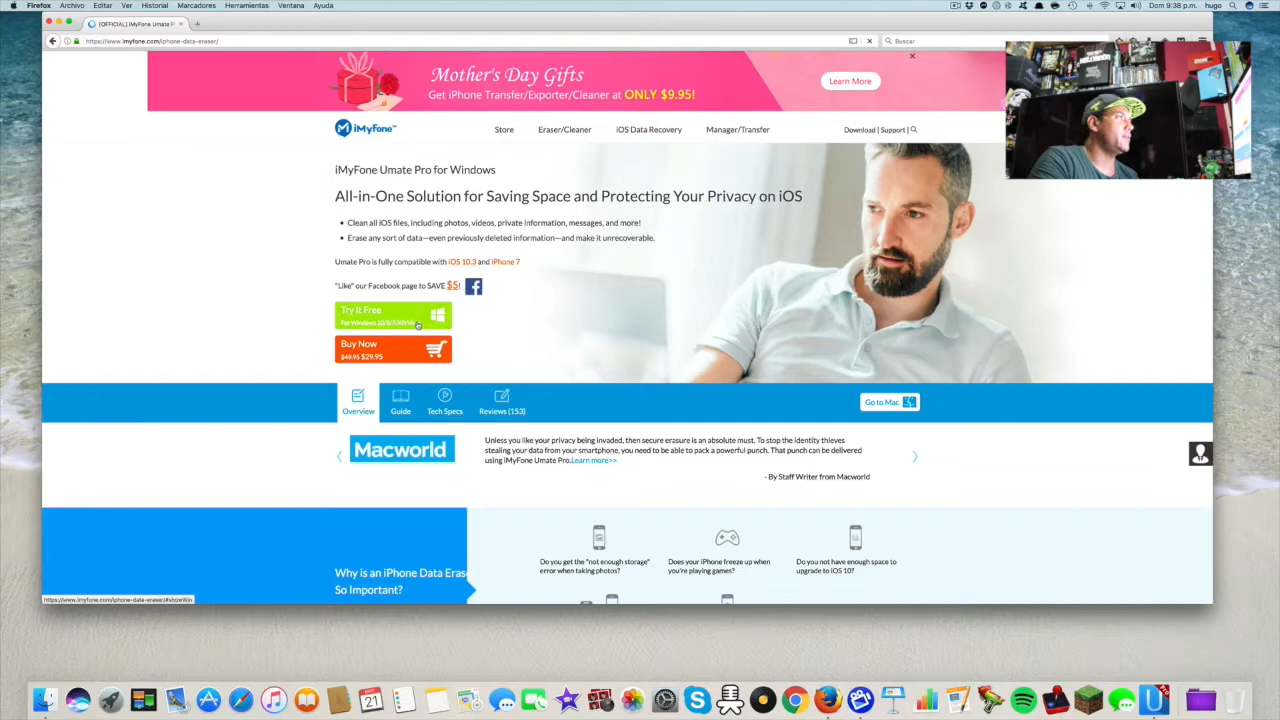 Firefox Archivo Editar Ver Historial Marcadores Herramientas Ventana Ayuda Dom 9:38 p.m. hugo
[OFFICIAL] iMyFone Umate P
https://www.imyfone.com/iphone-data-eraser/ Buscar
Mother's Day Gifts
Get iPhone Transfer/Exporter/Cleaner at ONLY $9.95!
Learn More
iMyFone™ Store Eraser/Cleaner iOS Data Recovery Manager/Transfer Download | Support |
iMyFone Umate Pro for Windows
All-in-One Solution for Saving Space and Protecting Your Privacy on iOS
• Clean all iOS files, including photos, videos, private information, messages, and more!
• Erase any sort of data—even previously deleted information—and make it unrecoverable.
Umate Pro is fully compatible with iOS 10.3 and iPhone 7
"Like" our Facebook page to SAVE $5!
Try It Free
For Windows 10/8/7/XP/Vis
Buy Now
$49.95 $29.95
Overview Guide Tech Specs Reviews (153) Go to Mac
Macworld
Unless you like your privacy being invaded, then secure erasure is an absolute must. To stop the identity thieves
stealing your data from your smartphone, you need to be able to pack a powerful punch. That punch can be delivered
using iMyFone Umate Pro.Learn more>>
- By Staff Writer from Macworld
Why is an iPhone Data Eras
So Important?
Do you get the "not enough storage"
error when taking photos?
Does your iPhone freeze up when
you're playing games?
Do you not have enough space to
upgrade to iOS 10?
https://www.imyfone.com/iphone-data-eraser/#showWin
21